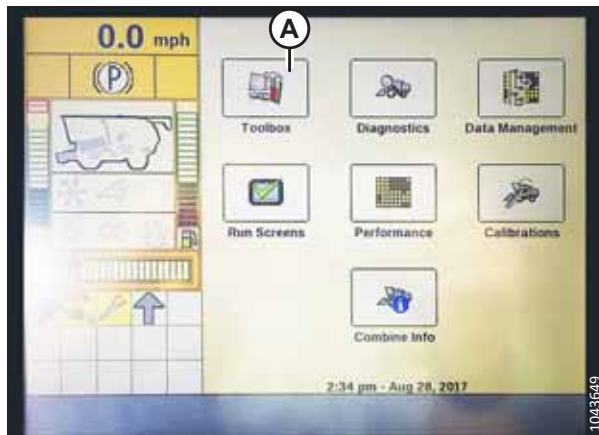 0.0 mph
A
(P)
Toolbox
Diagnostics
Data Management
Run Screens
Performance
Calibrations
Combine Info
2:34 pm - Aug 28, 2017
1043649